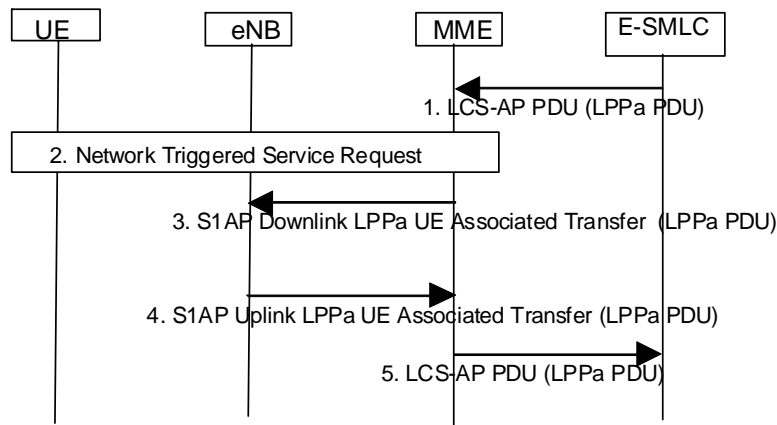 UE
eNB
MME
E-SMLC
1. LCS-AP PDU (LPPa PDU)
2. Network Triggered Service Request
3. S1AP Downlink LPPa UE Associated Transfer (LPPa PDU)
4. S1AP Uplink LPPa UE Associated Transfer (LPPa PDU)
5. LCS-AP PDU (LPPa PDU)